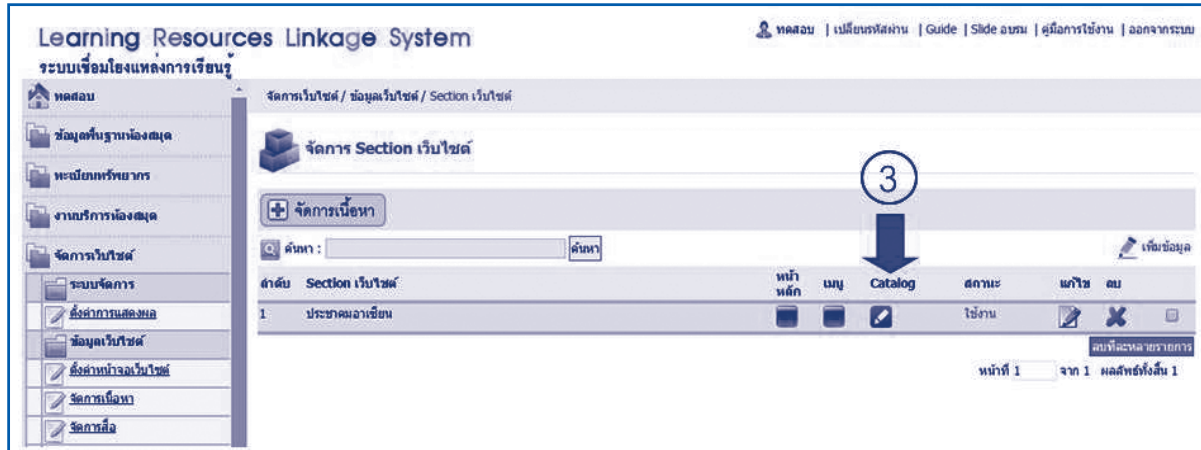 Learning Resources Linkage System
ระบบเชื่อมโยงแหล่งการเรียนรู้
ทดสอบ | เปลี่ยนรหัสผ่าน | Guide | Slide อบรม | คู่มือการใช้งาน | ออกจากระบบ
ทดสอบ
ข้อมูลพื้นฐานห้องสมุด
ทะเบียนทรัพยากร
งานบริการห้องสมุด
จัดการเว็บไซต์
ระบบจัดการ
ตั้งค่าการแสดงผล
ข้อมูลเว็บไซต์
ตั้งค่าหน้าจอเว็บไซต์
จัดการเนื้อหา
จัดการสื่อ
จัดการเว็บไซต์ / ข้อมูลเว็บไซต์ / Section เว็บไซต์
จัดการ Section เว็บไซต์
3
จัดการเนื้อหา
ค้นหา : ค้นหา
เพิ่มข้อมูล
ลำดับ Section เว็บไซต์ หน้าหลัก เมนู Catalog สถานะ แก้ไข ลบ
1 ประชาคมอาเซียน ใช้งาน
ลบทีละหลายรายการ
หน้าที่ 1 จาก 1 ผลลัพธ์ทั้งสิ้น 1